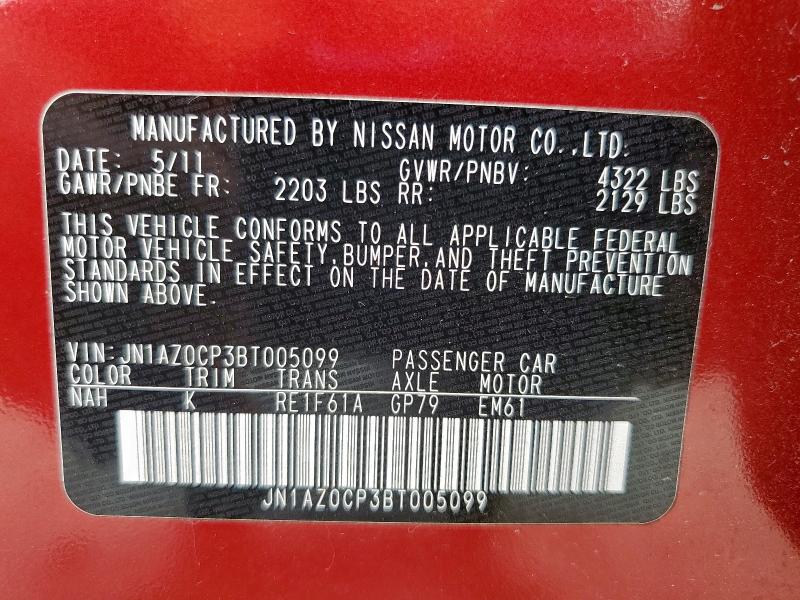 MANUFACTURED BY NISSAN MOTOR CO.,LTD.
DATE: 5/11 GVWR/PNBV: 4322 LBS
GAWR/PNBE FR: 2203 LBS RR: 2129 LBS
THIS VEHICLE CONFORMS TO ALL APPLICABLE FEDERAL
MOTOR VEHICLE SAFETY,BUMPER,AND THEFT PREVENTION
STANDARDS IN EFFECT ON THE DATE OF MANUFACTURE
SHOWN ABOVE.
VIN:JN1AZ0CP3BT005099 PASSENGER CAR
COLOR TRIM TRANS AXLE MOTOR
NAH K RE1F61A GP79 EM61
JN1AZ0CP3BT005099